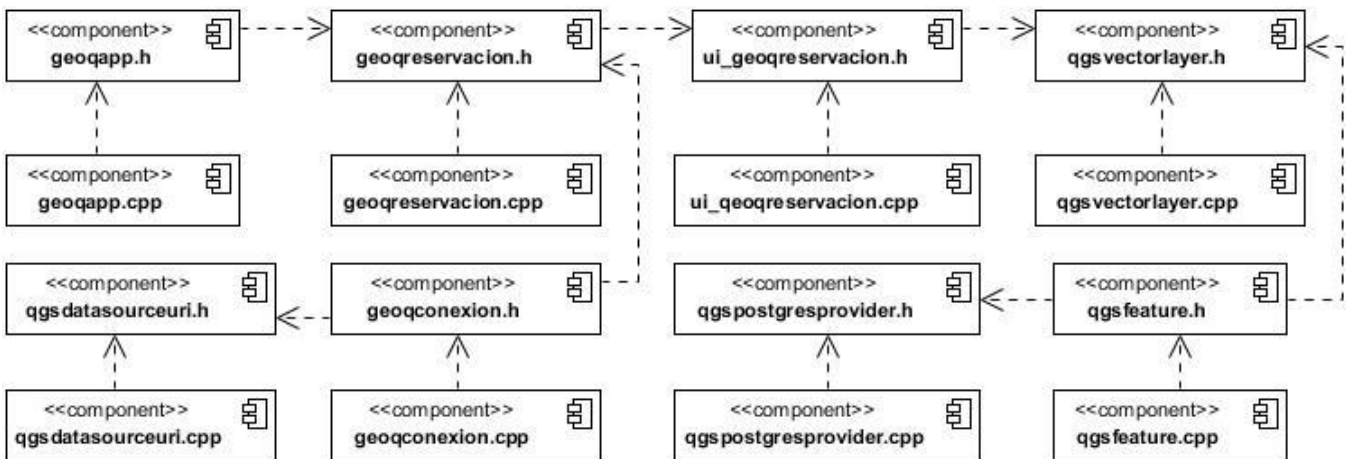 <<component>>
geoqapp.h
<<component>>
geoqreservacion.h
<<component>>
ui_geoqreservacion.h
<<component>>
qgsvectorlayer.h
<<component>>
geoqapp.cpp
<<component>>
geoqreservacion.cpp
<<component>>
ui_qeoqreservacion.cpp
<<component>>
qgsvectorlayer.cpp
<<component>>
qgsdatasourceuri.h
<<component>>
geoqconexion.h
<<component>>
qgspostgresprovider.h
<<component>>
qgsfeature.h
<<component>>
qgsdatasourceuri.cpp
<<component>>
geoqconexion.cpp
<<component>>
qgspostgresprovider.cpp
<<component>>
qgsfeature.cpp